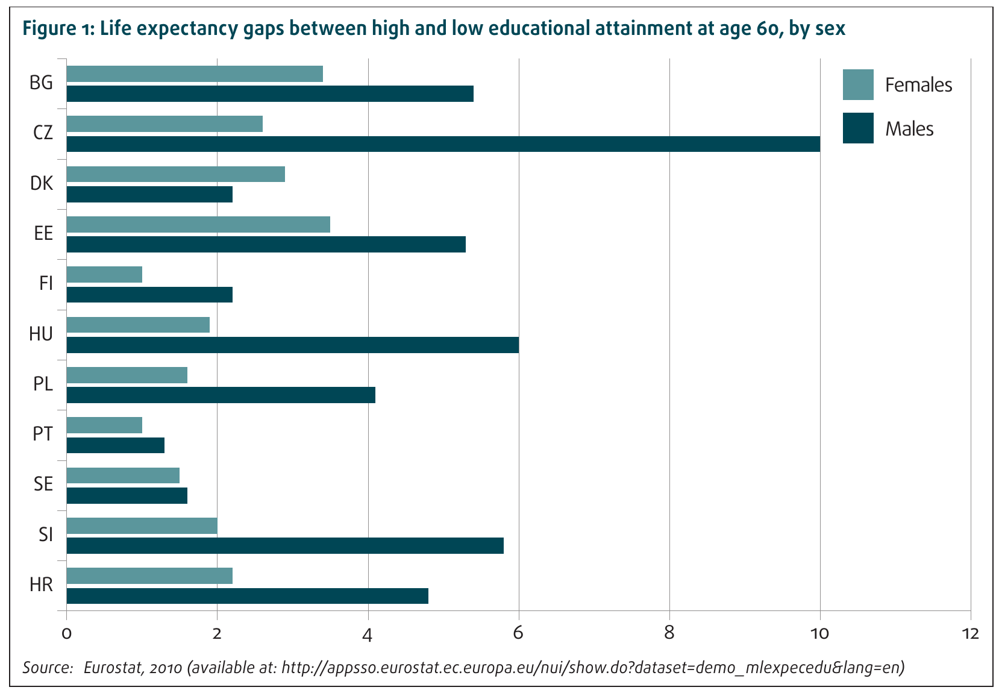 Figure 1: Life expectancy gaps between high and low educational attainment at age 60, by sex
Females
Males
BG
CZ
DK
EE
FI
HU
PL
PT
SE
SI
HR
0 2 4 6 8 10 12
Source: Eurostat, 2010 (available at: http://appsso.eurostat.ec.europa.eu/nui/show.do?dataset=demo_mlexpecedu&lang=en)